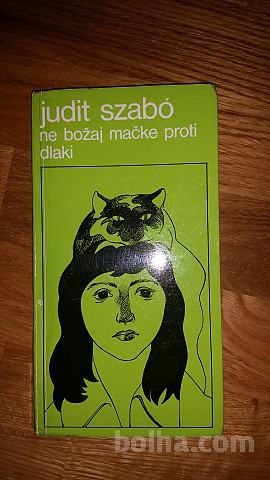 judit szabó
ne božaj mačke proti
dlaki
bolha.com